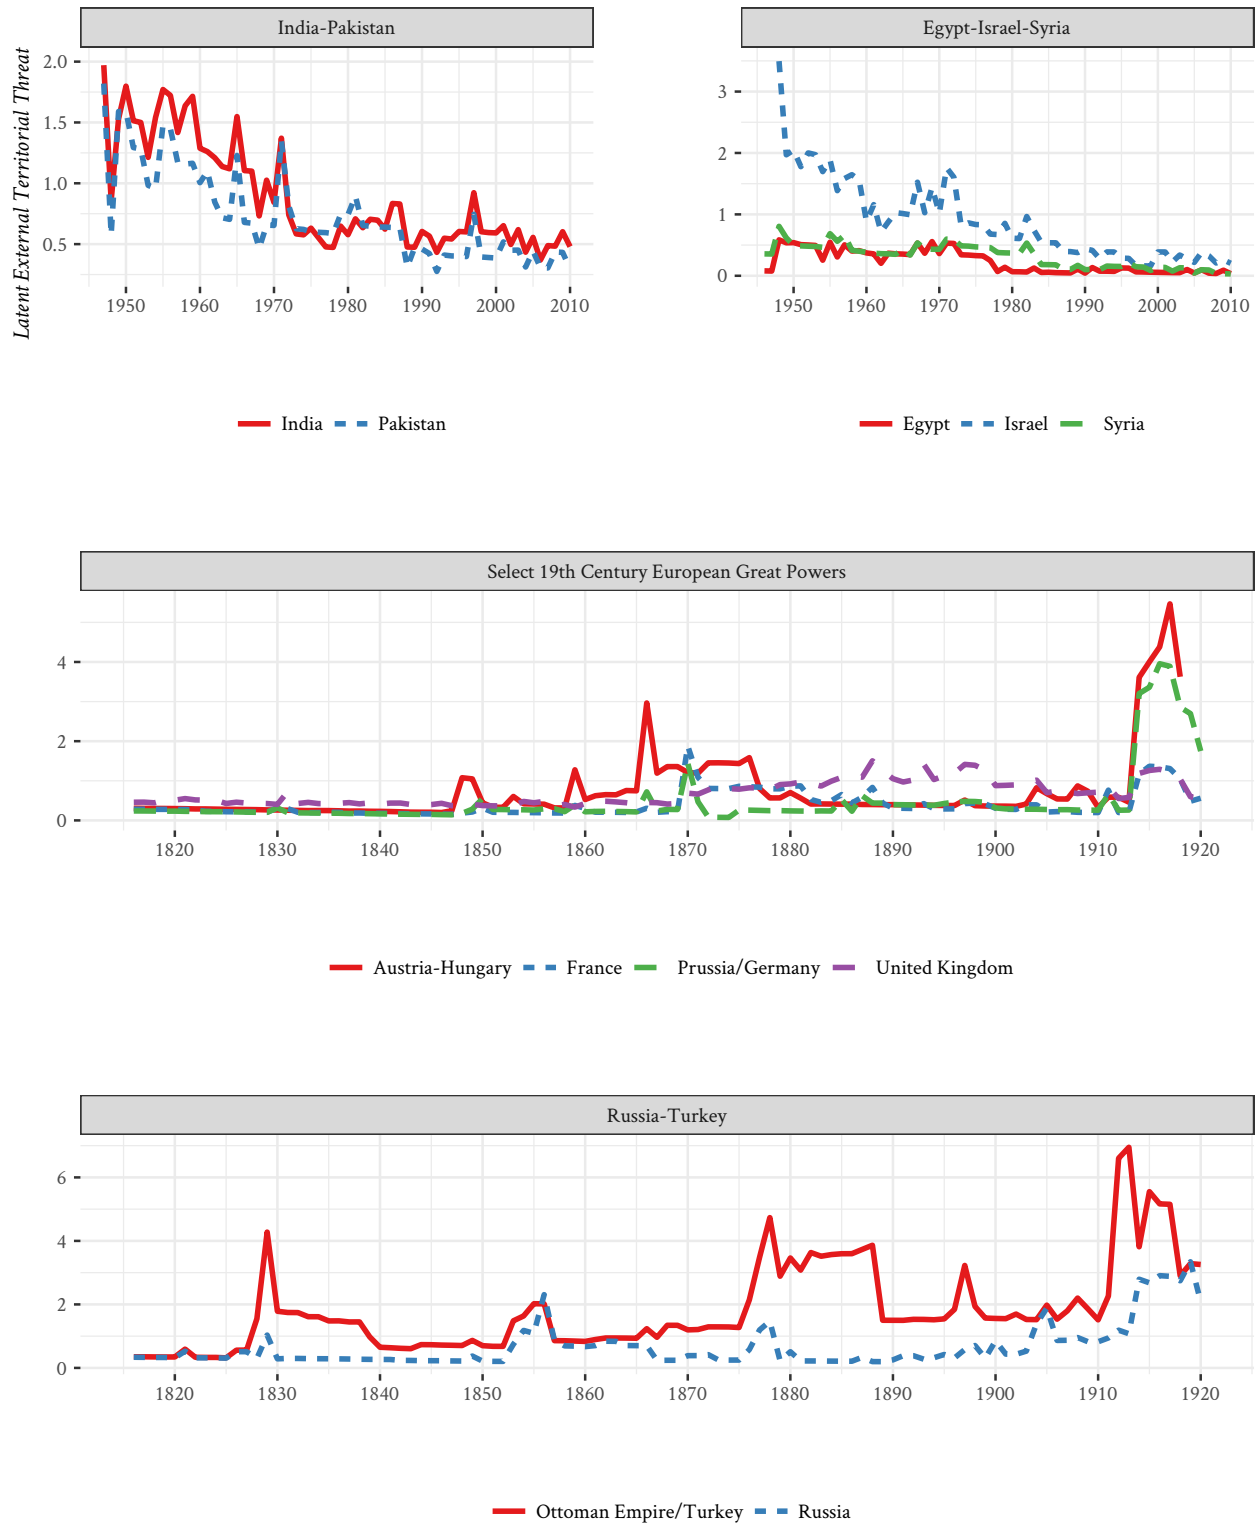 India-Pakistan
Egypt-Israel-Syria
Latent External Territorial Threat
2.0
1.5
1.0
0.5
1950 1960 1970 1980 1990 2000 2010
3
2
1
0
1950 1960 1970 1980 1990 2000 2010
India Pakistan
Egypt Israel Syria
Select 19th Century European Great Powers
4
2
0
1820 1830 1840 1850 1860 1870 1880 1890 1900 1910 1920
Austria-Hungary France Prussia/Germany United Kingdom
Russia-Turkey
6
4
2
0
1820 1830 1840 1850 1860 1870 1880 1890 1900 1910 1920
Ottoman Empire/Turkey Russia